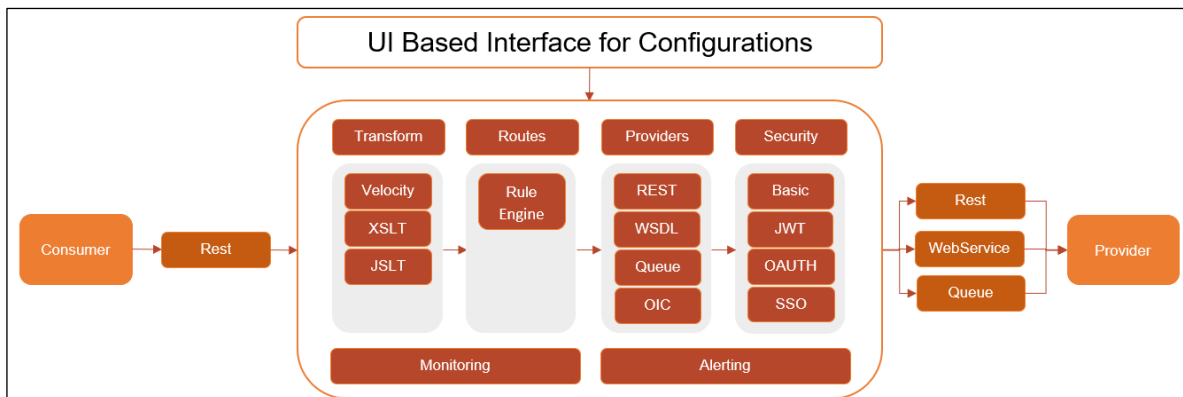 UI Based Interface for Configurations
Transform
Routes
Providers
Security
Velocity
XSLT
JSLT
Rule
Engine
REST
WSDL
Queue
OIC
Basic
JWT
OAUTH
SSO
Monitoring
Alerting
Consumer
Rest
Rest
WebService
Queue
Provider